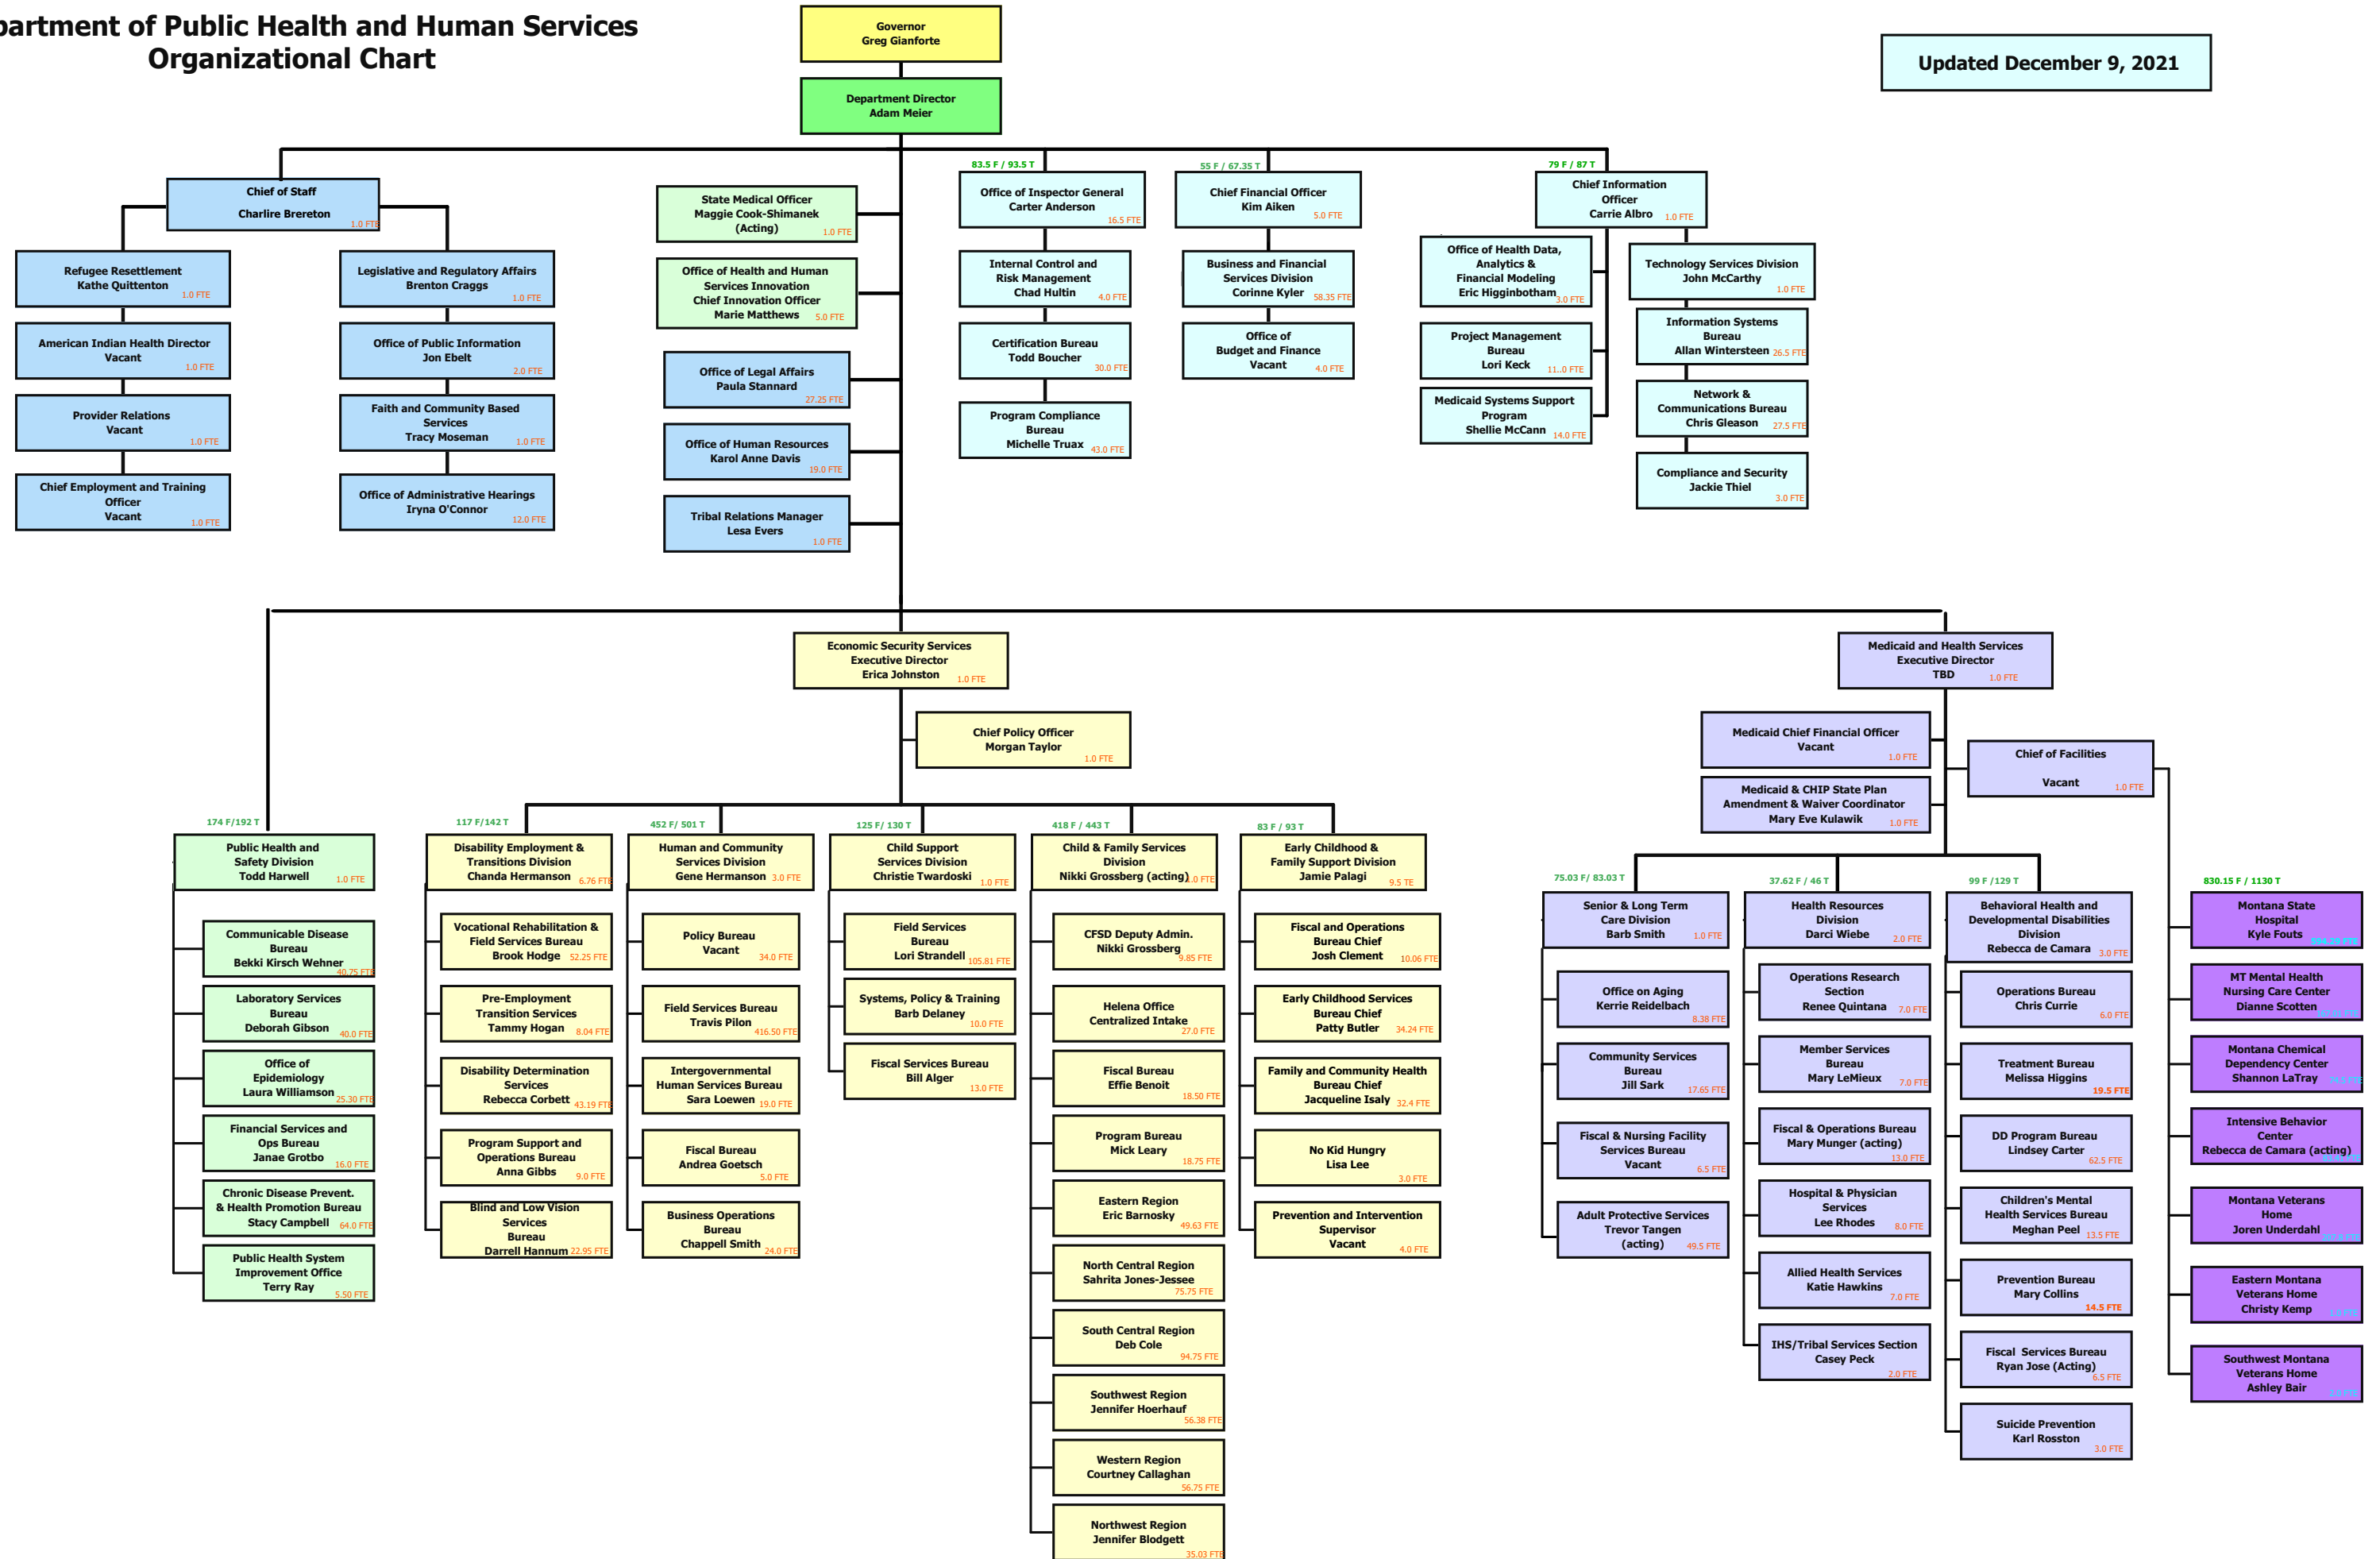 partment of Public Health and Human Services
Organizational Chart
Governor
Greg Gianforte
Updated December 9, 2021
Department Director
Adam Meier
Chief of Staff
Charlire Brereton
1.0 FTE
Refugee Resettlement
Kathe Quittenton
1.0 FTE
American Indian Health Director
Vacant
1.0 FTE
Provider Relations
Vacant
1.0 FTE
Chief Employment and Training
Officer
Vacant
1.0 FTE
Legislative and Regulatory Affairs
Brenton Craggs
1.0 FTE
Office of Public Information
Jon Ebelt
2.0 FTE
Faith and Community Based
Services
Tracy Moseman
1.0 FTE
Office of Administrative Hearings
Iryna O'Connor
12.0 FTE
State Medical Officer
Maggie Cook-Shimanek
(Acting)
1.0 FTE
Office of Health and Human
Services Innovation
Chief Innovation Officer
Marie Matthews
5.0 FTE
Office of Legal Affairs
Paula Stannard
27.25 FTE
Office of Human Resources
Karol Anne Davis
19.0 FTE
Tribal Relations Manager
Lesa Evers
1.0 FTE
83.5 F / 93.5 T
Office of Inspector General
Carter Anderson
16.5 FTE
Internal Control and
Risk Management
Chad Hultin
4.0 FTE
Certification Bureau
Todd Boucher
30.0 FTE
Program Compliance
Bureau
Michelle Truax
43.0 FTE
55 F / 67.35 T
Chief Financial Officer
Kim Aiken
5.0 FTE
Business and Financial
Services Division
Corinne Kyler
58.35 FTE
Office of
Budget and Finance
Vacant
4.0 FTE
79 F / 87 T
Chief Information
Officer
Carrie Albro
1.0 FTE
Office of Health Data,
Analytics &
Financial Modeling
Eric Higginbotham
3.0 FTE
Project Management
Bureau
Lori Keck
11..0 FTE
Medicaid Systems Support
Program
Shellie McCann
14.0 FTE
Technology Services Division
John McCarthy
1.0 FTE
Information Systems
Bureau
Allan Wintersteen
26.5 FTE
Network &
Communications Bureau
Chris Gleason
27.5 FTE
Compliance and Security
Jackie Thiel
3.0 FTE
Economic Security Services
Executive Director
Erica Johnston
1.0 FTE
Chief Policy Officer
Morgan Taylor
1.0 FTE
Medicaid and Health Services
Executive Director
TBD
1.0 FTE
Medicaid Chief Financial Officer
Vacant
1.0 FTE
Medicaid & CHIP State Plan
Amendment & Waiver Coordinator
Mary Eve Kulawik
1.0 FTE
Chief of Facilities
Vacant
1.0 FTE
174 F/192 T
Public Health and
Safety Division
Todd Harwell
1.0 FTE
Communicable Disease
Bureau
Bekki Kirsch Wehner
40.75 FTE
Laboratory Services
Bureau
Deborah Gibson
40.0 FTE
Office of
Epidemiology
Laura Williamson
25.30 FTE
Financial Services and
Ops Bureau
Janae Grotbo
16.0 FTE
Chronic Disease Prevent.
& Health Promotion Bureau
Stacy Campbell
64.0 FTE
Public Health System
Improvement Office
Terry Ray
5.50 FTE
117 F/142 T
Disability Employment &
Transitions Division
Chanda Hermanson
6.76 FTE
Vocational Rehabilitation &
Field Services Bureau
Brook Hodge
52.25 FTE
Pre-Employment
Transition Services
Tammy Hogan
8.04 FTE
Disability Determination
Services
Rebecca Corbett
43.19 FTE
Program Support and
Operations Bureau
Anna Gibbs
9.0 FTE
Blind and Low Vision
Services
Bureau
Darrell Hannum
22.95 FTE
452 F/ 501 T
Human and Community
Services Division
Gene Hermanson
3.0 FTE
Policy Bureau
Vacant
34.0 FTE
Field Services Bureau
Travis Pilon
416.50 FTE
Intergovernmental
Human Services Bureau
Sara Loewen
19.0 FTE
Fiscal Bureau
Andrea Goetsch
5.0 FTE
Business Operations
Bureau
Chappell Smith
24.0 FTE
125 F/ 130 T
Child Support
Services Division
Christie Twardoski
1.0 FTE
Field Services
Bureau
Lori Strandell
105.81 FTE
Systems, Policy & Training
Barb Delaney
10.0 FTE
Fiscal Services Bureau
Bill Alger
13.0 FTE
418 F / 443 T
Child & Family Services
Division
Nikki Grossberg (acting)
1.0 FTE
CFSD Deputy Admin.
Nikki Grossberg
9.85 FTE
Helena Office
Centralized Intake
27.0 FTE
Fiscal Bureau
Effie Benoit
18.50 FTE
Program Bureau
Mick Leary
18.75 FTE
Eastern Region
Eric Barnosky
49.63 FTE
North Central Region
Sahrita Jones-Jessee
75.75 FTE
South Central Region
Deb Cole
94.75 FTE
Southwest Region
Jennifer Hoerhauf
56.38 FTE
Western Region
Courtney Callaghan
56.75 FTE
Northwest Region
Jennifer Blodgett
35.03 FTE
83 F / 93 T
Early Childhood &
Family Support Division
Jamie Palagi
9.5 TE
Fiscal and Operations
Bureau Chief
Josh Clement
10.06 FTE
Early Childhood Services
Bureau Chief
Patty Butler
34.24 FTE
Family and Community Health
Bureau Chief
Jacqueline Isaly
32.4 FTE
No Kid Hungry
Lisa Lee
3.0 FTE
Prevention and Intervention
Supervisor
Vacant
4.0 FTE
75.03 F/ 83.03 T
Senior & Long Term
Care Division
Barb Smith
1.0 FTE
Office on Aging
Kerrie Reidelbach
8.38 FTE
Community Services
Bureau
Jill Sark
17.65 FTE
Fiscal & Nursing Facility
Services Bureau
Vacant
6.5 FTE
Adult Protective Services
Trevor Tangen
(acting)
49.5 FTE
37.62 F / 46 T
Health Resources
Division
Darci Wiebe
2.0 FTE
Operations Research
Section
Renee Quintana
7.0 FTE
Member Services
Bureau
Mary LeMieux
7.0 FTE
Fiscal & Operations Bureau
Mary Munger (acting)
13.0 FTE
Hospital & Physician
Services
Lee Rhodes
8.0 FTE
Allied Health Services
Katie Hawkins
7.0 FTE
IHS/Tribal Services Section
Casey Peck
2.0 FTE
99 F /129 T
Behavioral Health and
Developmental Disabilities
Division
Rebecca de Camara
3.0 FTE
Operations Bureau
Chris Currie
6.0 FTE
Treatment Bureau
Melissa Higgins
19.5 FTE
DD Program Bureau
Lindsey Carter
62.5 FTE
Children's Mental
Health Services Bureau
Meghan Peel
13.5 FTE
Prevention Bureau
Mary Collins
14.5 FTE
Fiscal Services Bureau
Ryan Jose (Acting)
6.5 FTE
Suicide Prevention
Karl Rosston
3.0 FTE
830.15 F / 1130 T
Montana State
Hospital
Kyle Fouts
MT Mental Health
Nursing Care Center
Dianne Scotten
Montana Chemical
Dependency Center
Shannon LaTray
Intensive Behavior
Center
Rebecca de Camara (acting)
Montana Veterans
Home
Joren Underdahl
Eastern Montana
Veterans Home
Christy Kemp
Southwest Montana
Veterans Home
Ashley Bair